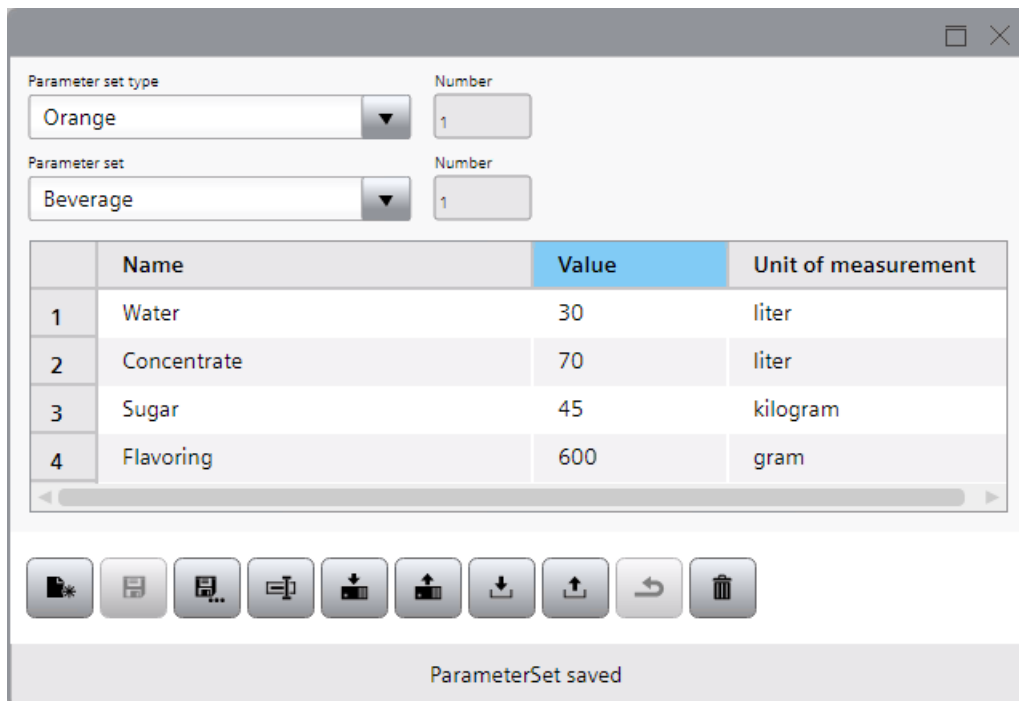 Parameter set type Number
Orange 1
Parameter set Number
Beverage 1
Name Value Unit of measurement
1 Water 30 liter
2 Concentrate 70 liter
3 Sugar 45 kilogram
4 Flavoring 600 gram
ParameterSet saved